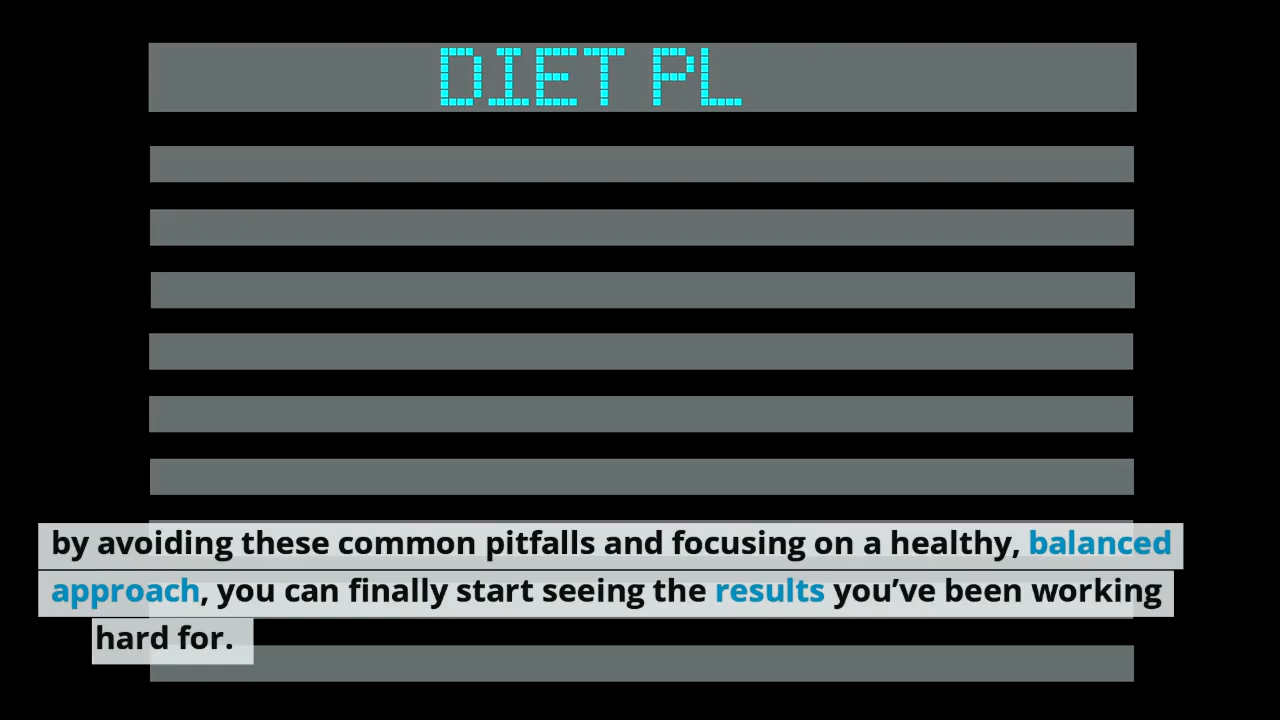 DIET PL
by avoiding these common pitfalls and focusing on a healthy, balanced
approach, you can finally start seeing the results you’ve been working
hard for.